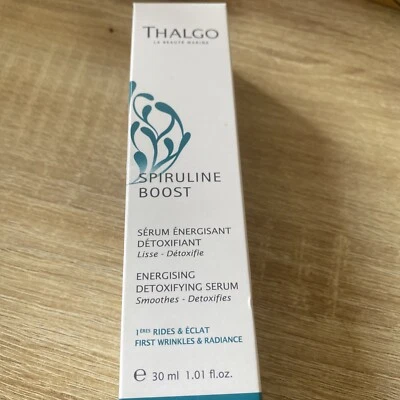 THALGO
LA BEAUTÉ MARINE
SPIRULINE
BOOST
SÉRUM ÉNERGISANT
DÉTOXIFIANT
Lisse - Détoxifie
ENERGISING
DETOXIFYING SERUM
Smoothes - Detoxifies
1ÈRES RIDES & ÉCLAT
FIRST WRINKLES & RADIANCE
℮ 30 ml 1.01 fl.oz.